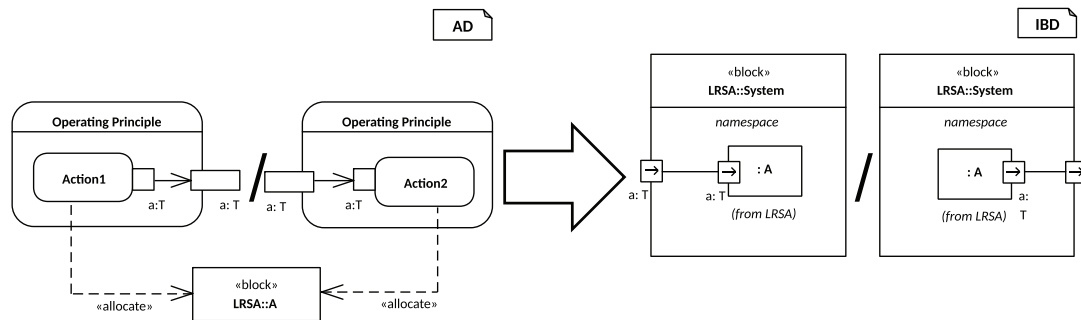 AD
IBD
Operating Principle
Action1
a:T
a: T
/
Operating Principle
Action2
a: T
a:T
«allocate»
«allocate»
«block»
LRSA::A
«block»
LRSA::System
namespace
: A
a: T
a: T
(from LRSA)
/
«block»
LRSA::System
namespace
: A
a:
T
(from LRSA)